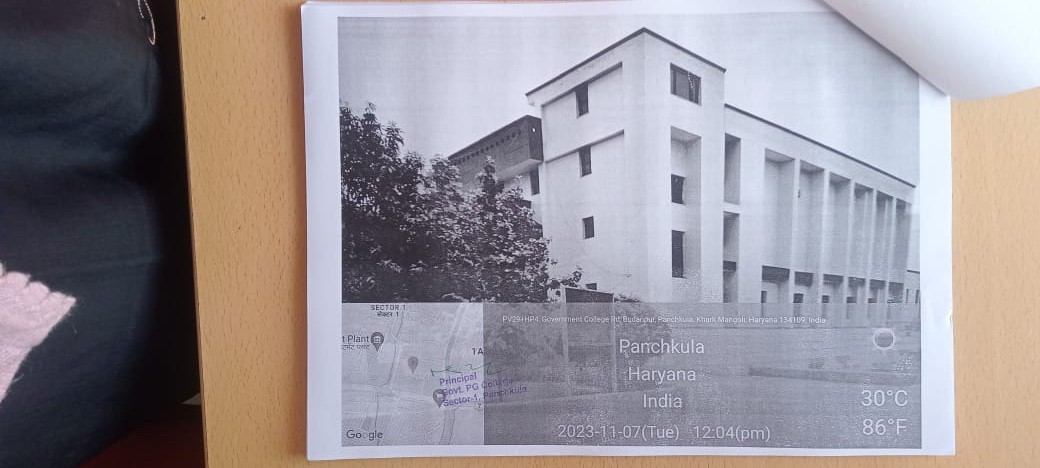 SECTOR 1
सेक्टर 1
t Plant
1A
Principal
Govt. PG College
Sector-1, Panchkula
Google
PV29+HP4, Government College Rd, Budanpur, Panchkula, Khark Mangoli, Haryana 134109, India
Panchkula
Haryana
India
2023-11-07(Tue) 12:04(pm)
30°C
86°F